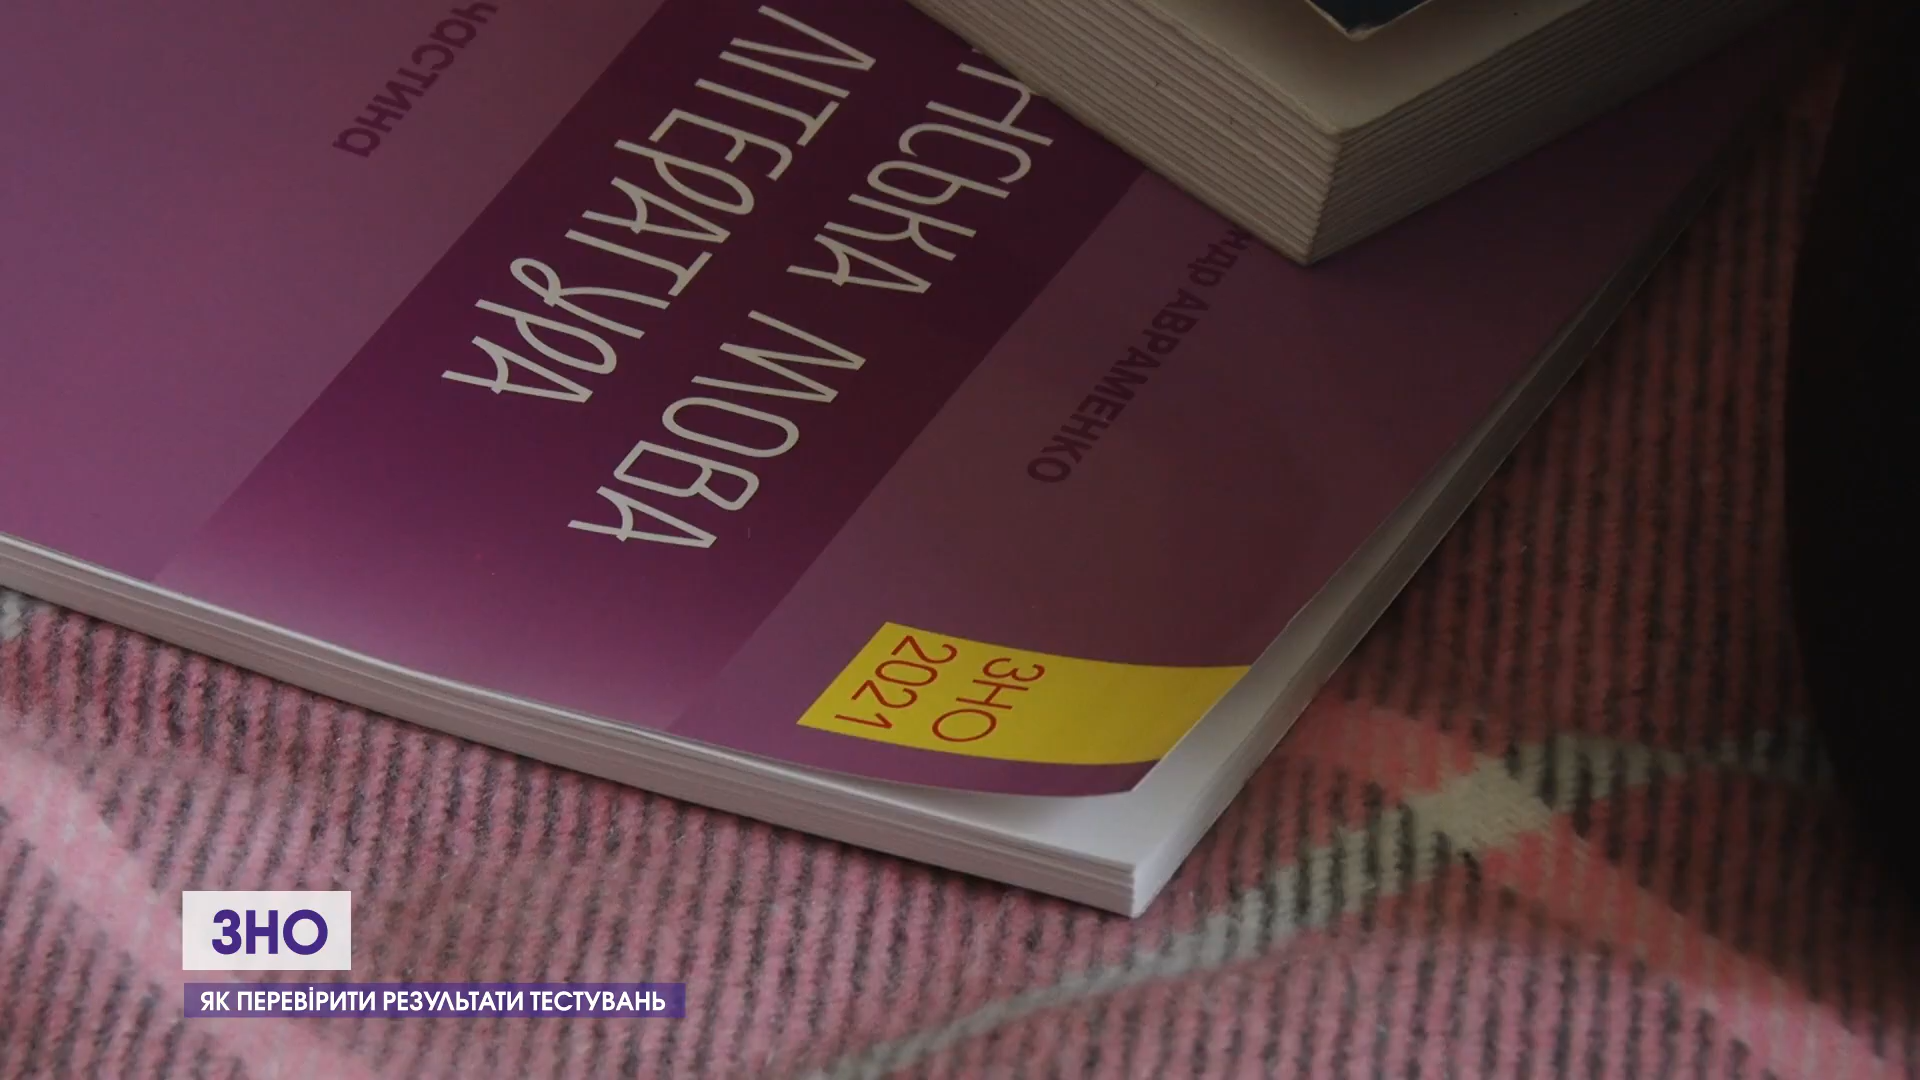 ндр АВРАМЕНКО
НСЬКА МОВА
ЛІТЕРАТУРА
частина
ЗНО
2021
ЗНО
ЯК ПЕРЕВІРИТИ РЕЗУЛЬТАТИ ТЕСТУВАНЬ